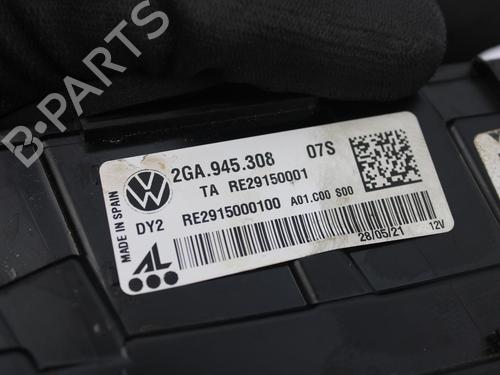 B-PARTS
MADE IN SPAIN
2GA.945.308 07S
TA RE29150001
DY2 RE2915000100 A01.C00 S00
AL
28/05/21 12V